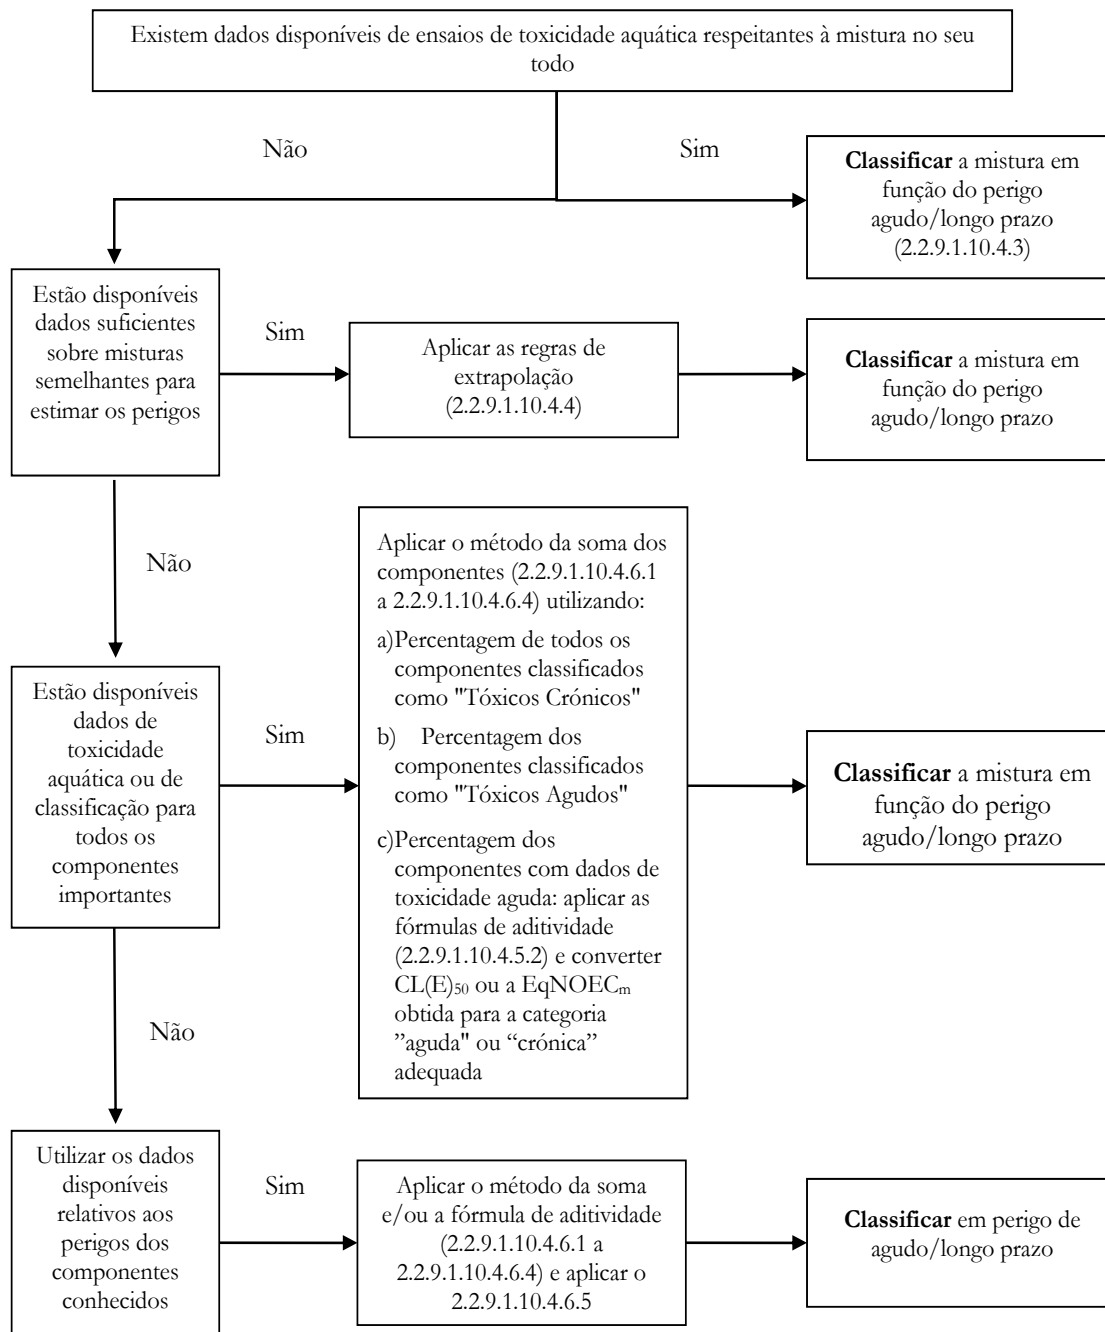 Existem dados disponíveis de ensaios de toxicidade aquática respeitantes à mistura no seu
todo
Não
Sim
Classificar a mistura em
função do perigo
agudo/longo prazo
(2.2.9.1.10.4.3)
Estão disponíveis
dados suficientes
sobre misturas
semelhantes para
estimar os perigos
Sim
Aplicar as regras de
extrapolação
(2.2.9.1.10.4.4)
Classificar a mistura em
função do perigo
agudo/longo prazo
Não
Estão disponíveis
dados de
toxicidade
aquática ou de
classificação para
todos os
componentes
importantes
Sim
Aplicar o método da soma dos
componentes (2.2.9.1.10.4.6.1
a 2.2.9.1.10.4.6.4) utilizando:
a)Percentagem de todos os
componentes classificados
como "Tóxicos Crónicos"
b) Percentagem dos
componentes classificados
como "Tóxicos Agudos"
c)Percentagem dos
componentes com dados de
toxicidade aguda: aplicar as
fórmulas de aditividade
(2.2.9.1.10.4.5.2) e converter
CL(E)₅₀ ou a EqNOECₘ
obtida para a categoria
”aguda" ou “crónica”
adequada
Classificar a mistura em
função do perigo
agudo/longo prazo
Não
Utilizar os dados
disponíveis
relativos aos
perigos dos
componentes
conhecidos
Sim
Aplicar o método da soma
e/ou a fórmula de aditividade
(2.2.9.1.10.4.6.1 a
2.2.9.1.10.4.6.4) e aplicar o
2.2.9.1.10.4.6.5
Classificar em perigo de
agudo/longo prazo